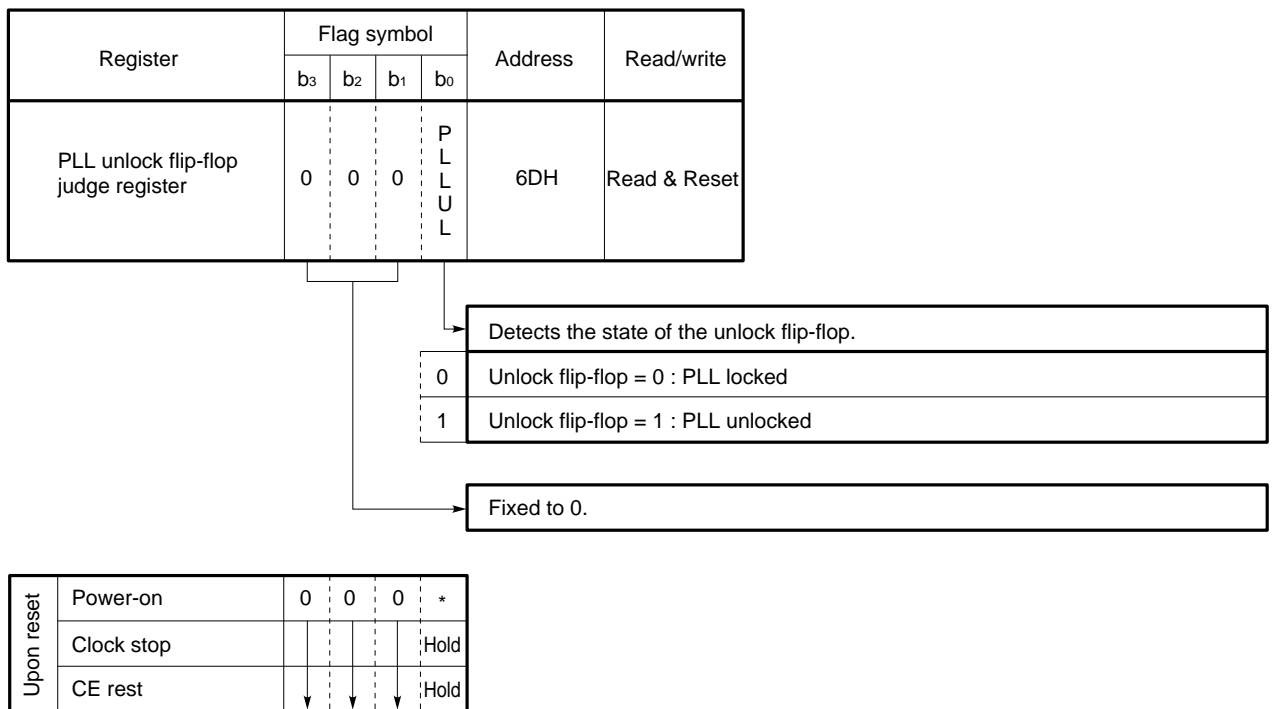 Register
Flag symbol
Address
Read/write
b3 b2 b1 b0
PLL unlock flip-flop
judge register
0 0 0
P
L
L
U
L
6DH
Read & Reset
Detects the state of the unlock flip-flop.
0 Unlock flip-flop = 0 : PLL locked
1 Unlock flip-flop = 1 : PLL unlocked
Fixed to 0.
Upon reset
Power-on 0 0 0 *
Clock stop Hold
CE rest Hold